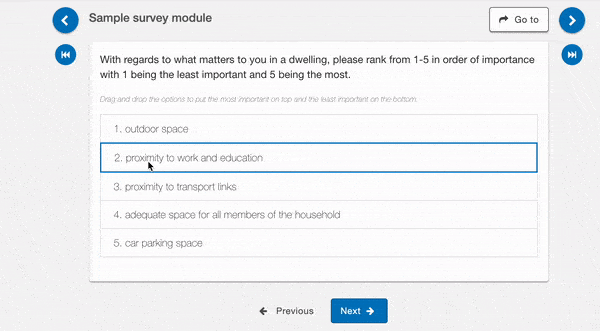 Sample survey module
Go to
With regards to what matters to you in a dwelling, please rank from 1-5 in order of importance
with 1 being the least important and 5 being the most.
Drag and drop the options to put the most important on top and the least important on the bottom.
1. outdoor space
2. proximity to work and education
3. proximity to transport links
4. adequate space for all members of the household
5. car parking space
Previous
Next